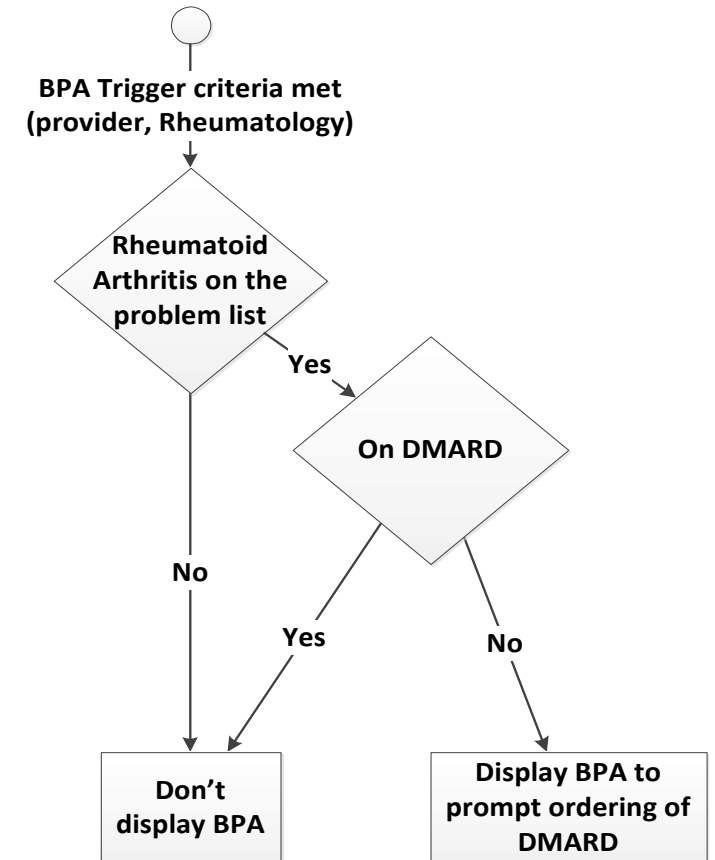 BPA Trigger criteria met
(provider, Rheumatology)
Rheumatoid
Arthritis on the
problem list
Yes
On DMARD
No
Yes
No
Don’t
display BPA
Display BPA to
prompt ordering of
DMARD